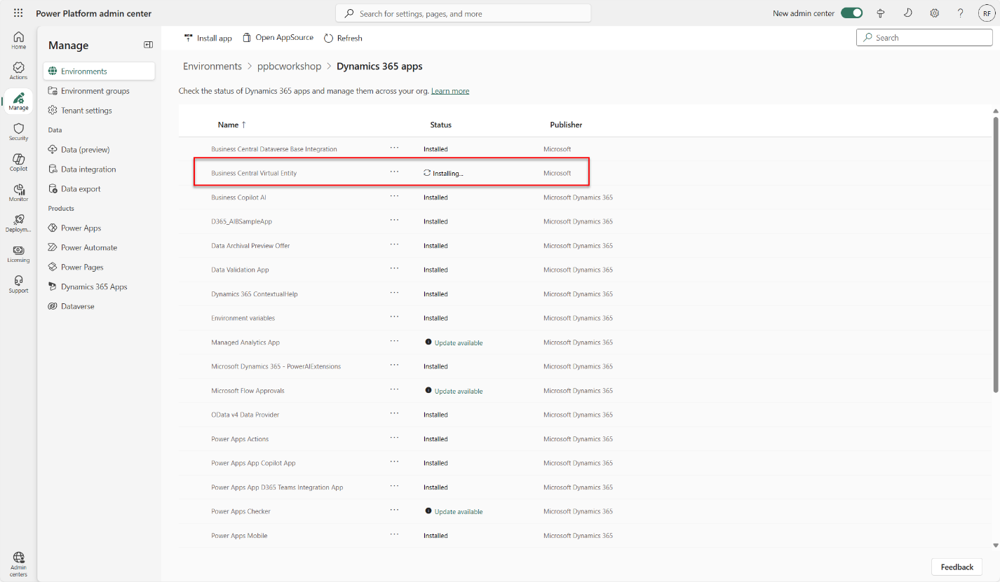 Power Platform admin center
Search for settings, pages, and more
New admin center
RF
Home
Actions
Manage
Security
Copilot
Monitor
Deploym...
Licensing
Support
Admin
centers
Manage
Environments
Environment groups
Tenant settings
Data
Data (preview)
Data integration
Data export
Products
Power Apps
Power Automate
Power Pages
Dynamics 365 Apps
Dataverse
Install app Open AppSource Refresh
Search
Environments > ppbcworkshop > Dynamics 365 apps
Check the status of Dynamics 365 apps and manage them across your org. Learn more
Name ↑ Status Publisher
Business Central Dataverse Base Integration ... Installed Microsoft
Business Central Virtual Entity ... Installing... Microsoft
Business Copilot AI ... Installed Microsoft Dynamics 365
D365_AIBSampleApp ... Installed Microsoft Dynamics 365
Data Archival Preview Offer ... Installed Microsoft Dynamics 365
Data Validation App ... Installed Microsoft Dynamics 365
Dynamics 365 ContextualHelp ... Installed Microsoft Dynamics 365
Environment variables ... Installed Microsoft Dynamics 365
Managed Analytics App ... Update available Microsoft Dynamics 365
Microsoft Dynamics 365 - PowerAIExtensions ... Installed Microsoft Dynamics 365
Microsoft Flow Approvals ... Update available Microsoft Dynamics 365
OData v4 Data Provider ... Installed Microsoft Dynamics 365
Power Apps Actions ... Installed Microsoft Dynamics 365
Power Apps App Copilot App ... Installed Microsoft Dynamics 365
Power Apps App D365 Teams Integration App ... Installed Microsoft Dynamics 365
Power Apps Checker ... Update available Microsoft Dynamics 365
Power Apps Mobile ... Installed Microsoft Dynamics 365
Feedback